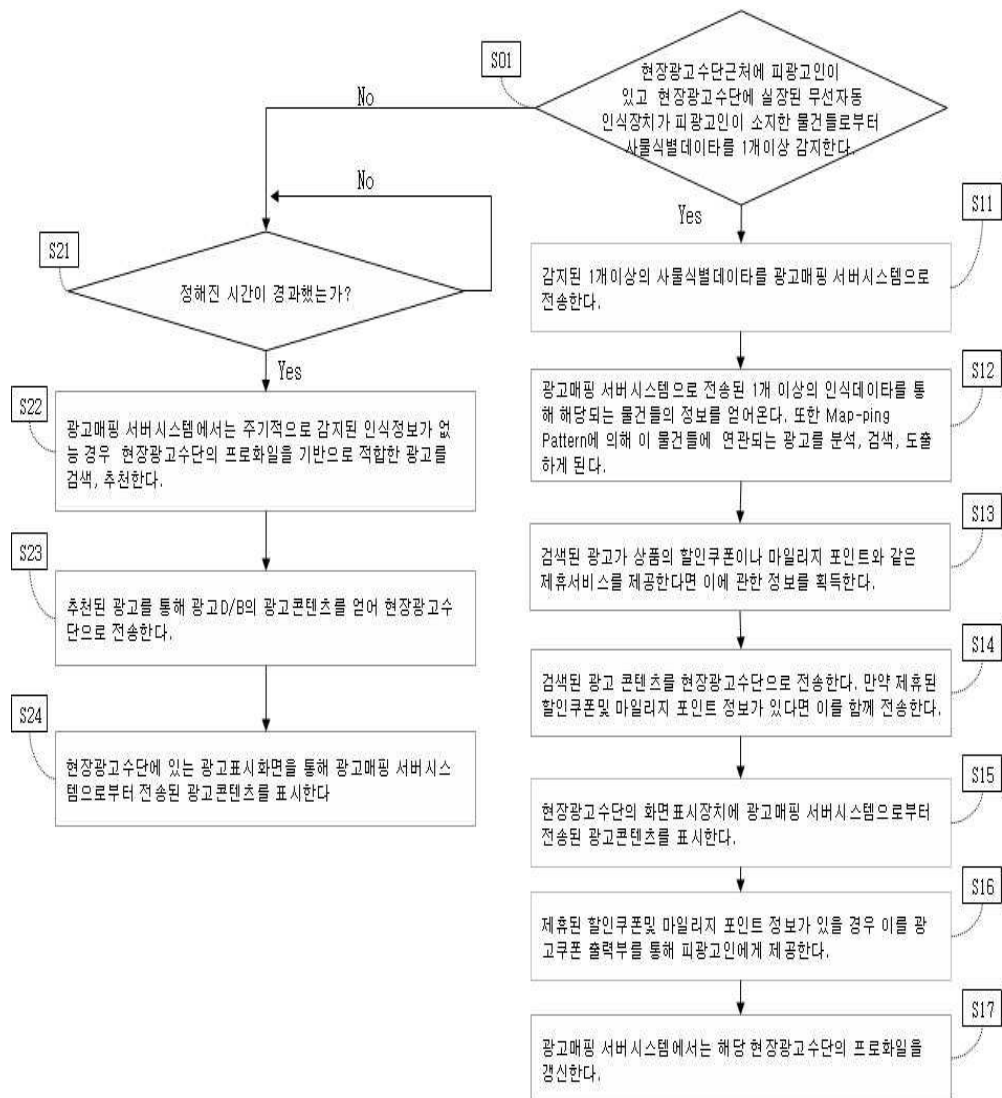 S01
현장광고수단근처에 피광고인이
있고 현장광고수단에 실장된 무선자동
인식장치가 피광고인이 소지한 물건들로부터
사물식별데이타를 1개이상 감지한다.
No
Yes
No
S21
정해진 시간이 경과했는가?
Yes
S22
광고매핑 서버시스템에서는 주기적으로 감지된 인식정보가 없
능 경우 현장광고수단의 프로화일을 기반으로 적합한 광고를
검색, 추천한다.
S23
추천된 광고를 통해 광고D/B의 광고콘텐츠를 얻어 현장광고수
단으로 전송한다.
S24
현장광고수단에 있는 광고표시화면을 통해 광고매핑 서버시스
템으로부터 전송된 광고콘텐츠를 표시한다
S11
감지된 1개이상의 사물식별데이타를 광고매핑 서버시스템으로
전송한다.
S12
광고매핑 서버시스템으로 전송된 1개 이상의 인식데이타를 통
해 해당되는 물건들의 정보를 얻어온다. 또한 Map-ping
Pattern에 의해 이 물건들에 연관되는 광고를 분석, 검색, 도출
하게 된다.
S13
검색된 광고가 상품의 할인쿠폰이나 마일리지 포인트와 같은
제휴서비스를 제공한다면 이에 관한 정보를 획득한다.
S14
검색된 광고 콘텐츠를 현장광고수단으로 전송한다. 만약 제휴된
할인쿠폰및 마일리지 포인트 정보가 있다면 이를 함께 전송한다.
S15
현장광고수단의 화면표시장치에 광고매핑 서버시스템으로부터
전송된 광고콘텐츠를 표시한다.
S16
제휴된 할인쿠폰및 마일리지 포인트 정보가 있을 경우 이를 광
고쿠폰 출력부를 통해 피광고인에게 제공한다.
S17
광고매핑 서버시스템에서는 해당 현장광고수단의 프로화일을
갱신한다.